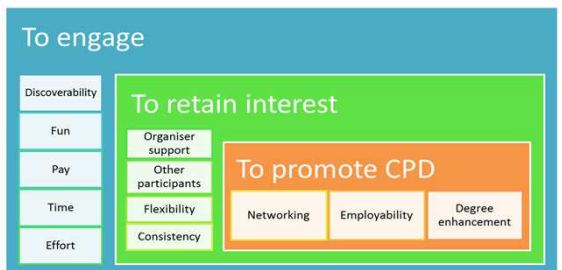 To engage
Discoverability
Fun
Pay
Time
Effort
To retain interest
Organiser
support
Other
participants
Flexibility
Consistency
To promote CPD
Networking
Employability
Degree
enhancement